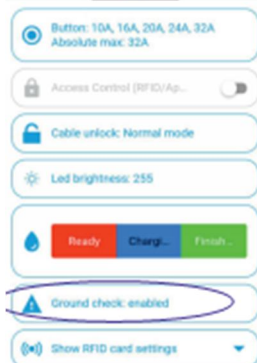 Button: 10A, 16A, 20A, 24A, 32A
Absolute max: 32A
Access Control (RFID/Ap...
Cable unlock: Normal mode
Led brightness: 255
Ready Chargi... Finish...
Ground check: enabled
Show RFID card settings